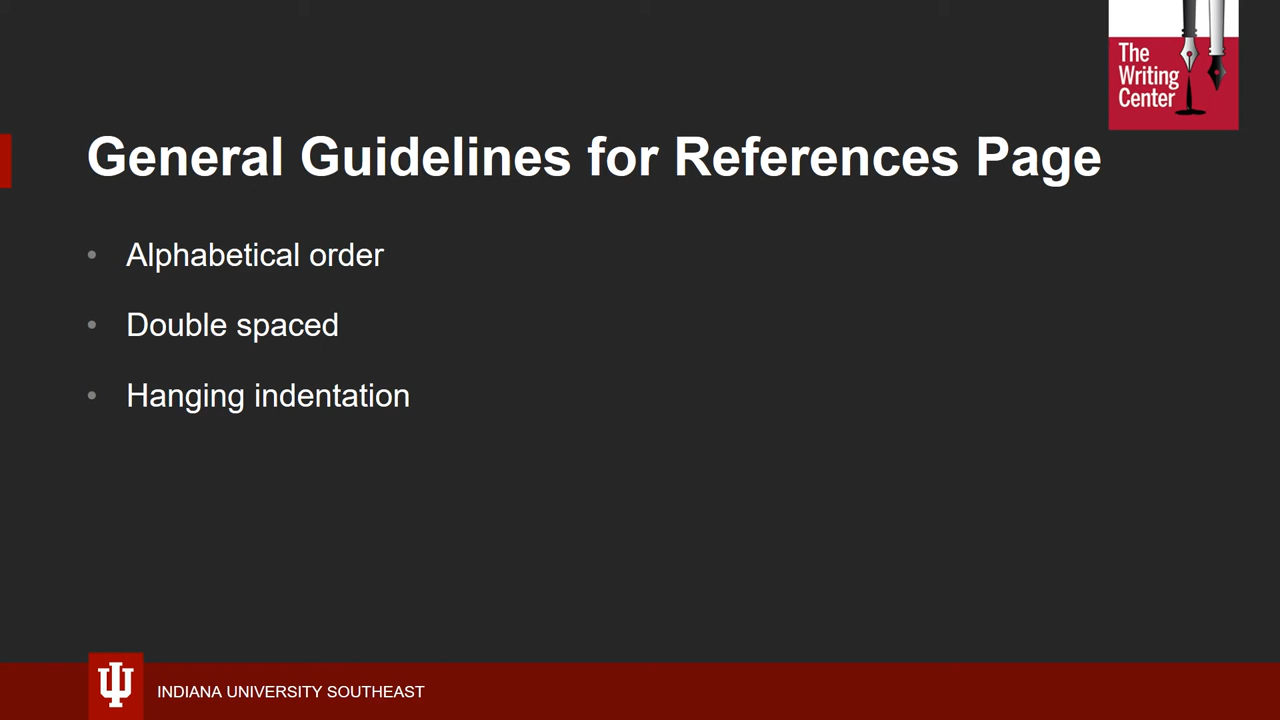 The
Writing
Center
General Guidelines for References Page
• Alphabetical order
• Double spaced
• Hanging indentation
INDIANA UNIVERSITY SOUTHEAST